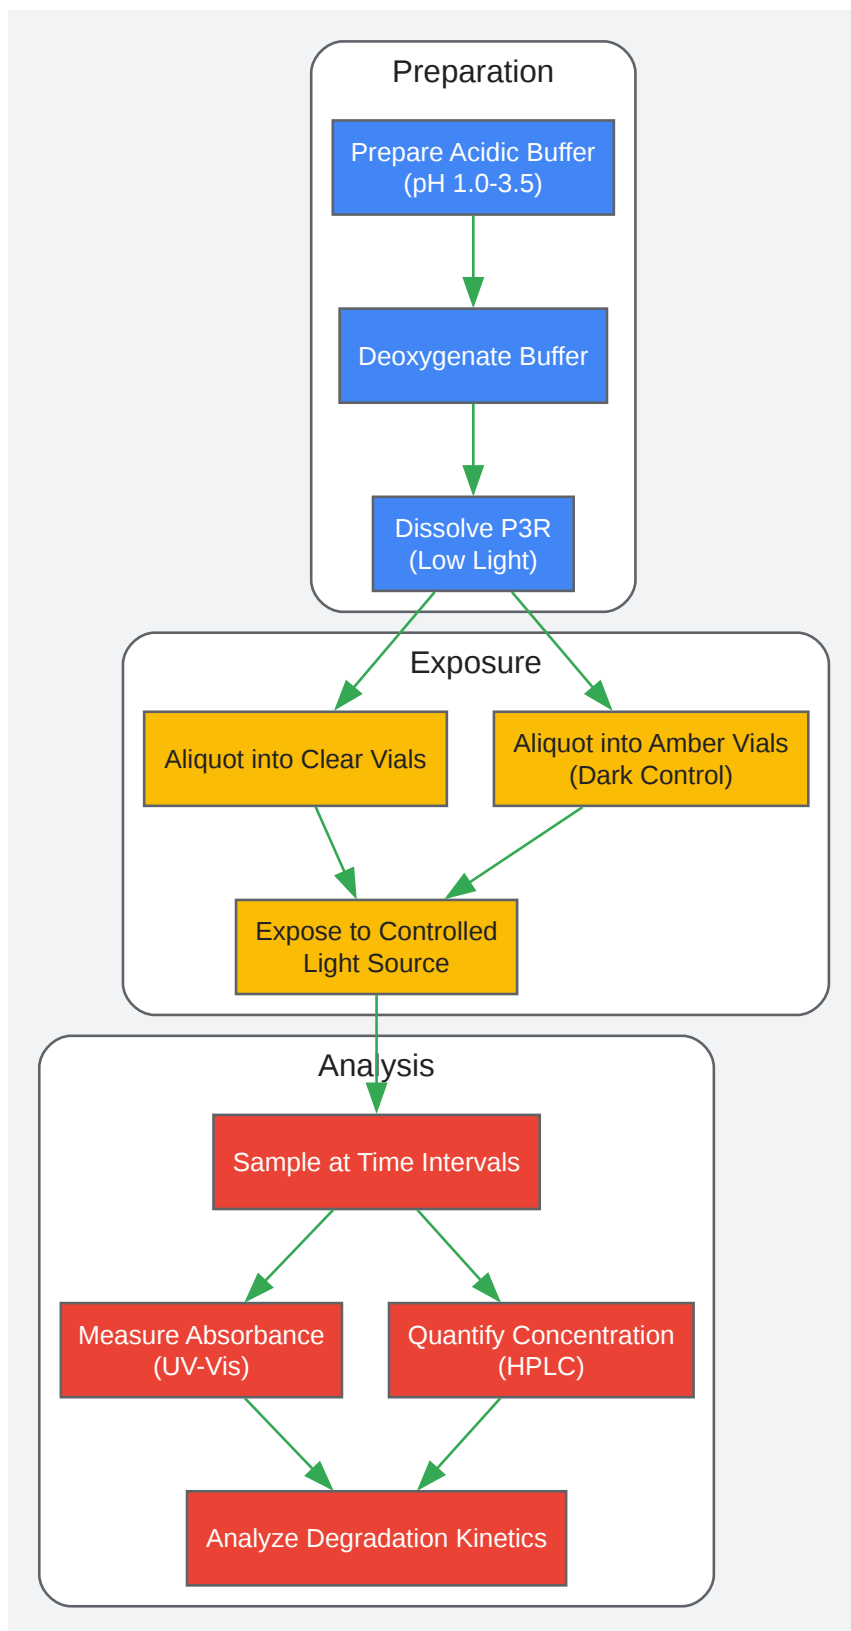 Preparation
Prepare Acidic Buffer
(pH 1.0-3.5)
Deoxygenate Buffer
Dissolve P3R
(Low Light)
Exposure
Aliquot into Clear Vials
Aliquot into Amber Vials
(Dark Control)
Expose to Controlled
Light Source
Analysis
Sample at Time Intervals
Measure Absorbance
(UV-Vis)
Quantify Concentration
(HPLC)
Analyze Degradation Kinetics